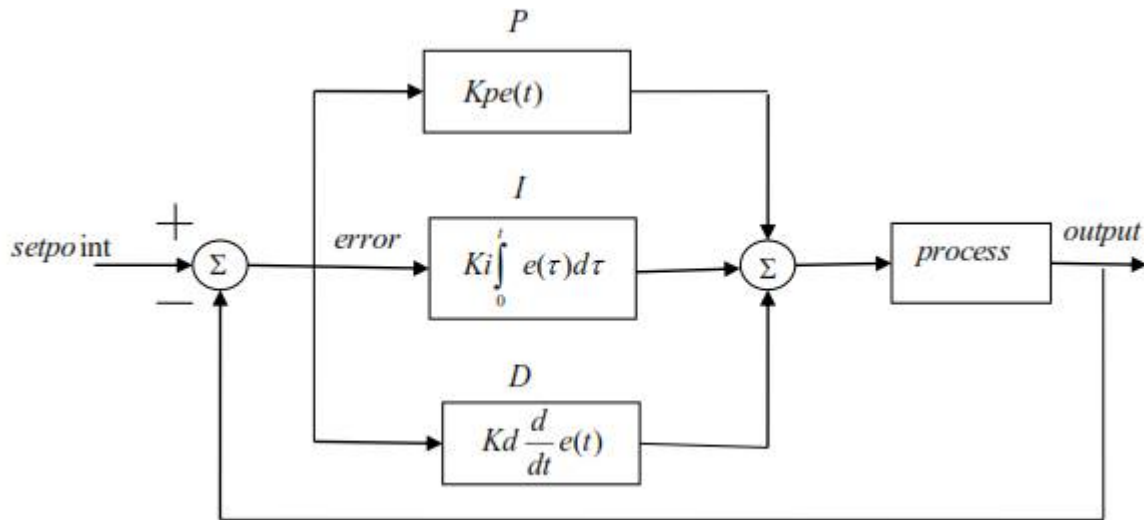 P
Kpe(t)
I
+
setpoint
Σ
error
Ki∫₀ᵗ e(τ)dτ
Σ
process
output
−
D
Kd d/dt e(t)